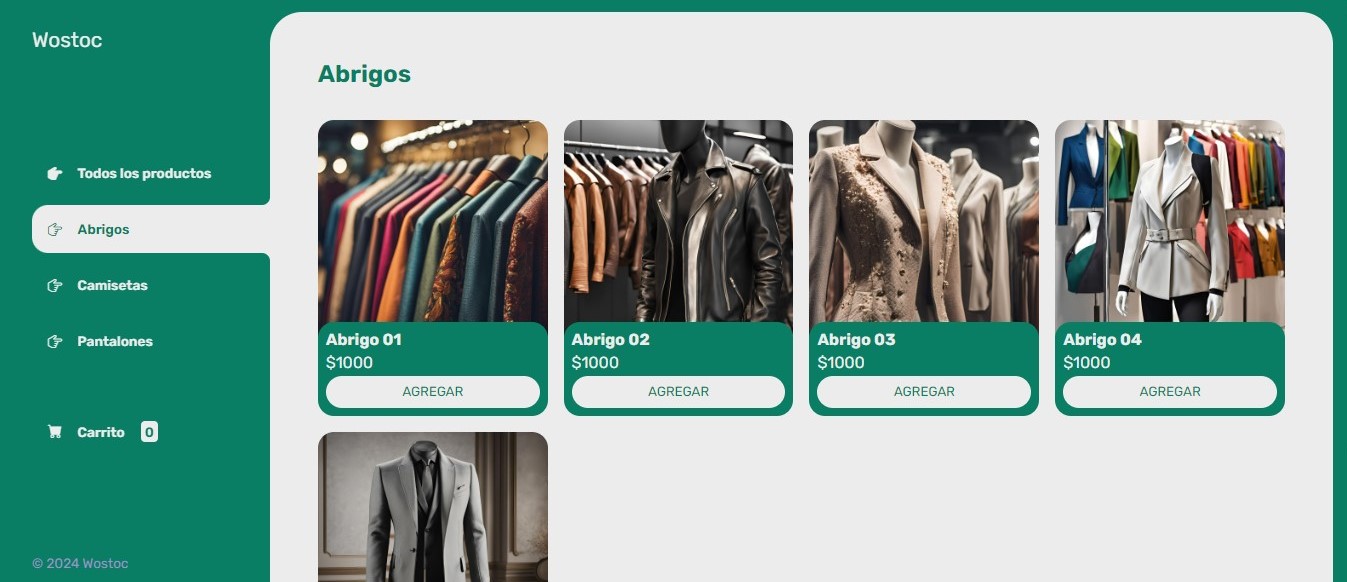 Wostoc
Todos los productos
Abrigos
Camisetas
Pantalones
Carrito 0
© 2024 Wostoc
Abrigos
Abrigo 01
$1000
AGREGAR
Abrigo 02
$1000
AGREGAR
Abrigo 03
$1000
AGREGAR
Abrigo 04
$1000
AGREGAR